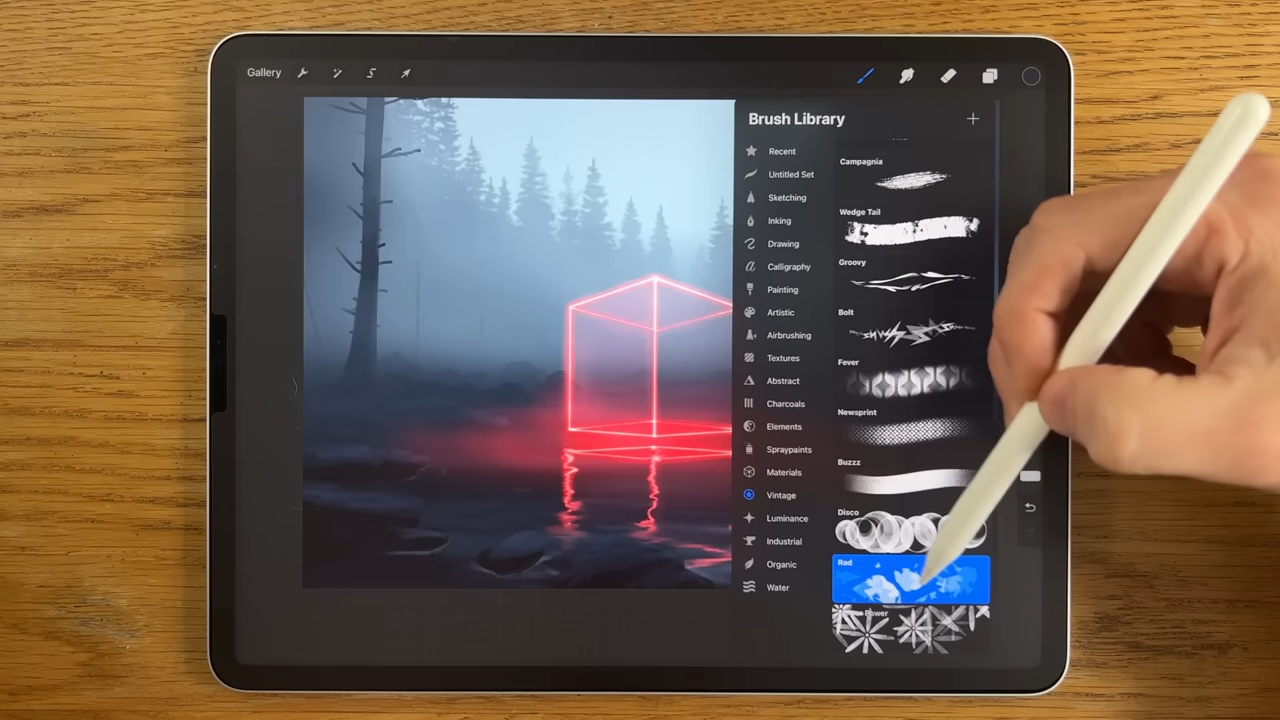 Gallery
Brush Library
Recent
Untitled Set
Sketching
Inking
Drawing
Calligraphy
Painting
Artistic
Airbrushing
Textures
Abstract
Charcoals
Elements
Spraypaints
Materials
Vintage
Luminance
Industrial
Organic
Water
Campagnia
Wedge Tail
Groovy
Bolt
Fever
Newsprint
Buzzz
Disco
Rad
Power